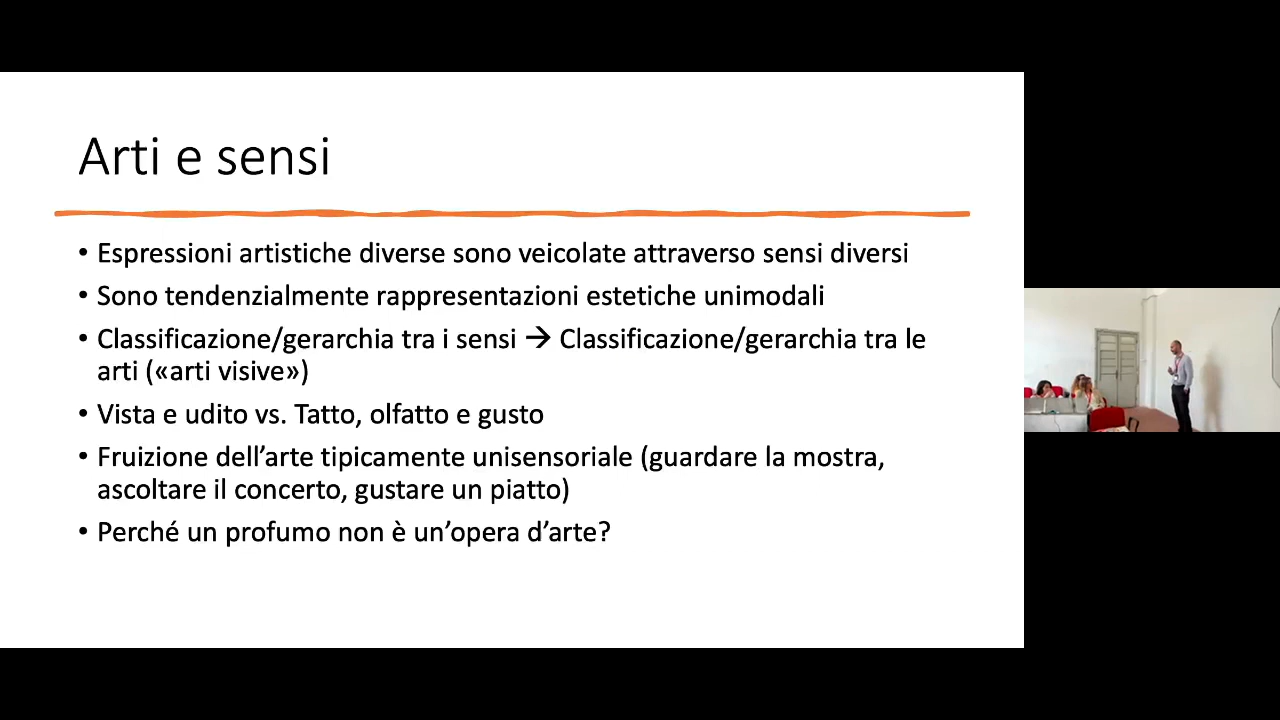 Arti e sensi
• Espressioni artistiche diverse sono veicolate attraverso sensi diversi
• Sono tendenzialmente rappresentazioni estetiche unimodali
• Classificazione/gerarchia tra i sensi → Classificazione/gerarchia tra le
arti («arti visive»)
• Vista e udito vs. Tatto, olfatto e gusto
• Fruizione dell’arte tipicamente unisensoriale (guardare la mostra,
ascoltare il concerto, gustare un piatto)
• Perché un profumo non è un’opera d’arte?